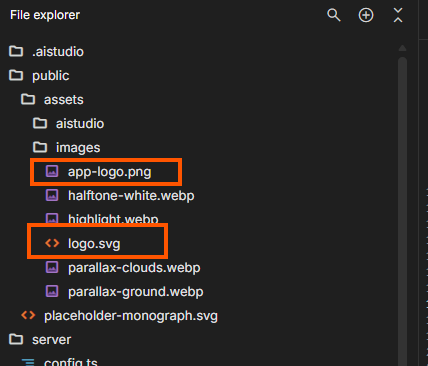 File explorer
.aistudio
public
assets
aistudio
images
app-logo.png
halftone-white.webp
highlight.webp
logo.svg
parallax-clouds.webp
parallax-ground.webp
placeholder-monograph.svg
server
config.ts